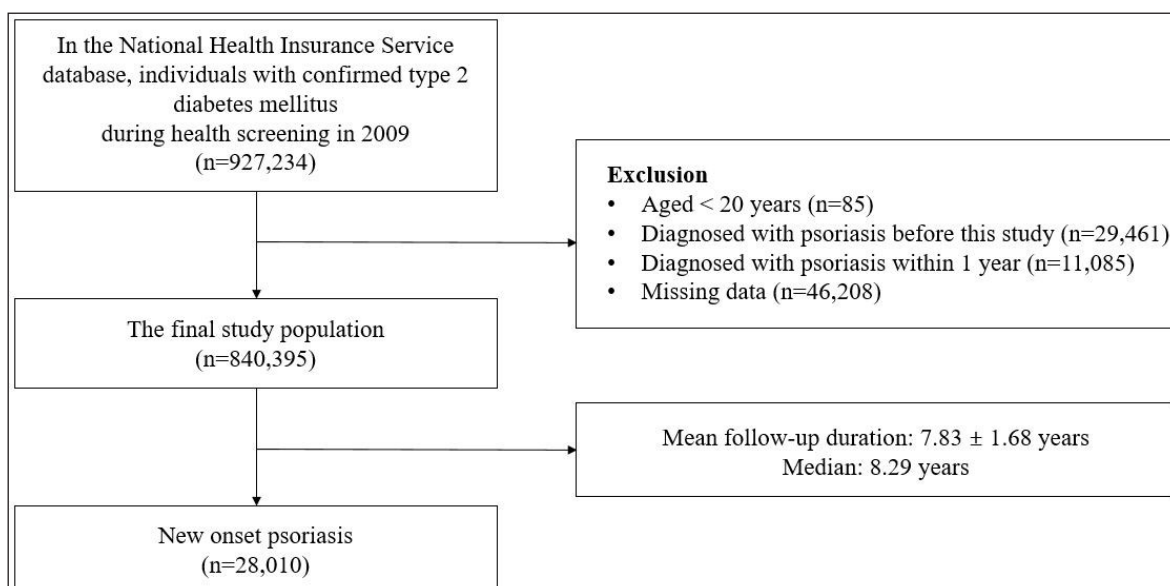 In the National Health Insurance Service
database, individuals with confirmed type 2
diabetes mellitus
during health screening in 2009
(n=927,234)
Exclusion
• Aged < 20 years (n=85)
• Diagnosed with psoriasis before this study (n=29,461)
• Diagnosed with psoriasis within 1 year (n=11,085)
• Missing data (n=46,208)
The final study population
(n=840,395)
Mean follow-up duration: 7.83 ± 1.68 years
Median: 8.29 years
New onset psoriasis
(n=28,010)